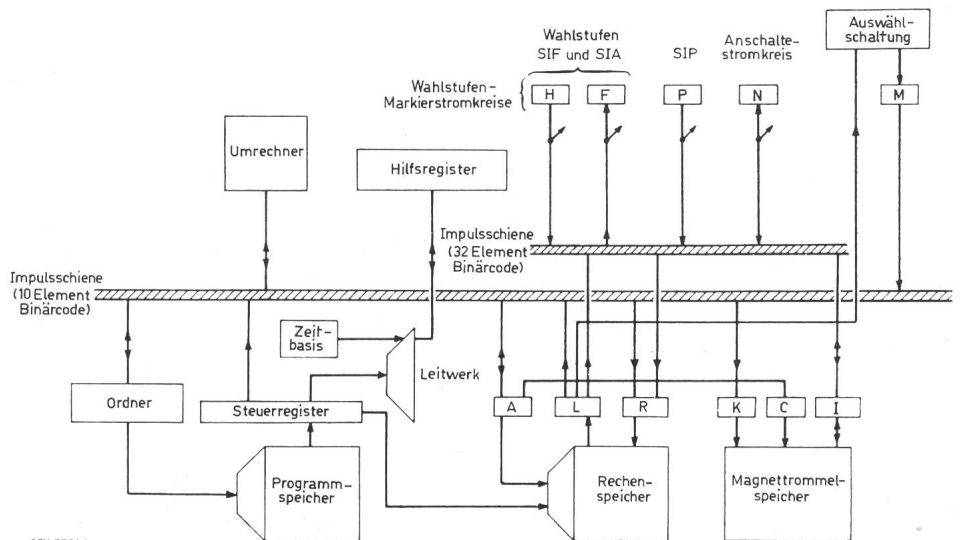 Auswähl-
schaltung
Wahlstufen
SIF und SIA
SIP
Anschalte-
stromkreis
Wahlstufen-
Markierstromkreise
H
F
P
N
M
Umrechner
Hilfsregister
Impulsschiene
(32 Element
Binärcode)
Impulsschiene
(10 Element
Binärcode)
Zeit-
basis
Leitwerk
Ordner
Steuerregister
A
L
R
K
C
I
Programm-
speicher
Rechen-
speicher
Magnettrommel-
speicher